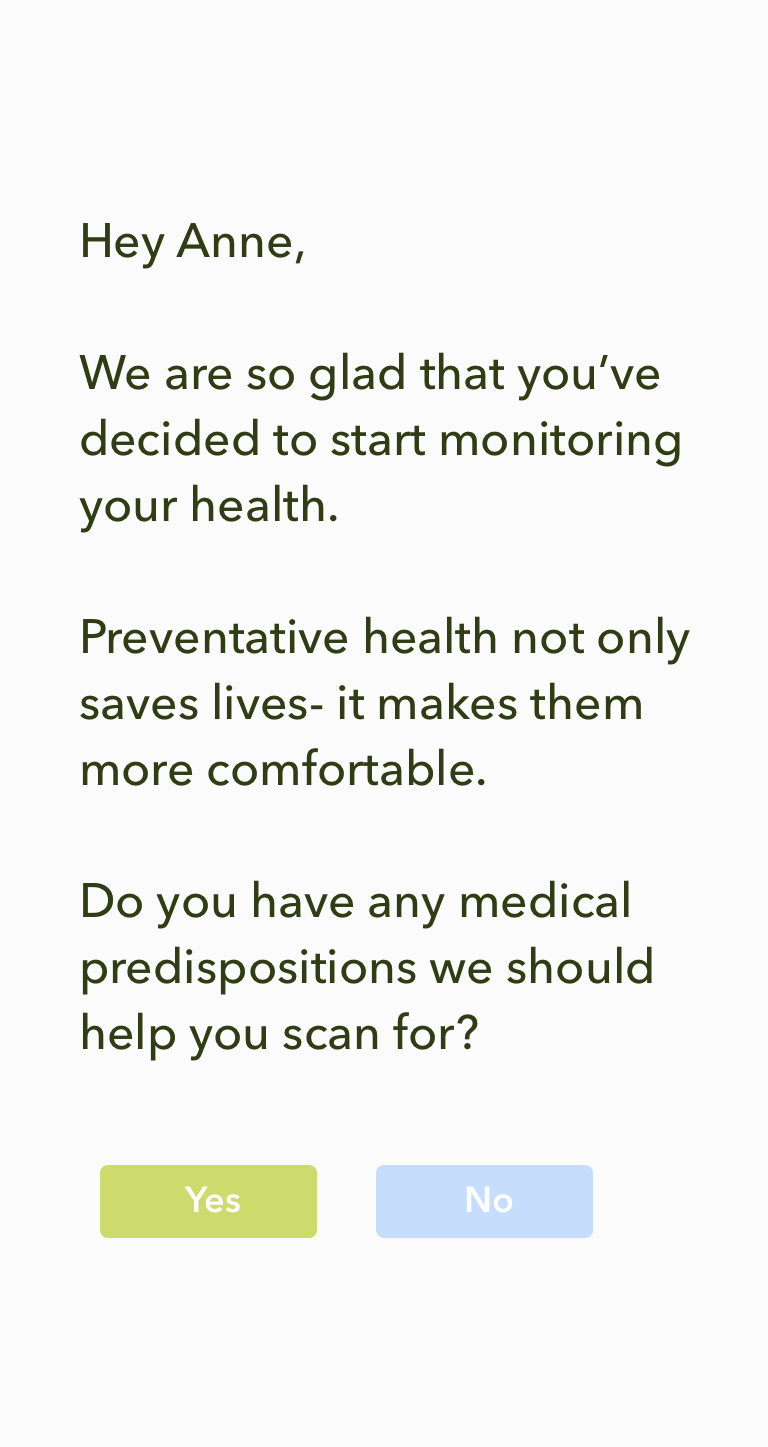 Hey Anne,
We are so glad that you’ve
decided to start monitoring
your health.
Preventative health not only
saves lives- it makes them
more comfortable.
Do you have any medical
predispositions we should
help you scan for?
Yes No